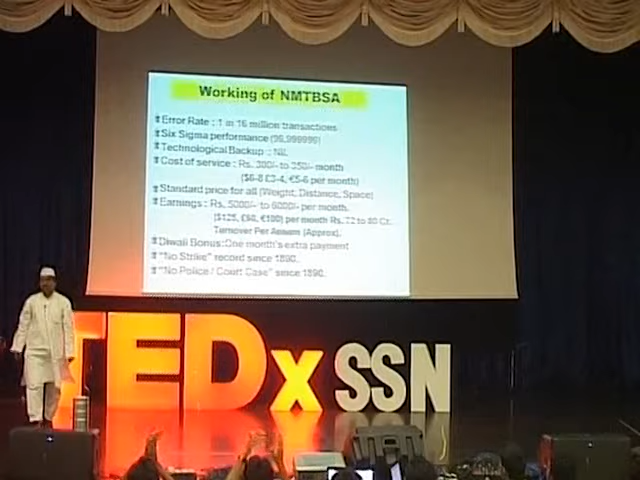 Working of NMTBSA
Error Rate : 1 in 16 million transactions
Six Sigma performance (99.999999)
Technological Backup : NIL
Cost of service : Rs. 300/- to 350/- month
($6-8 £3-4, €5-6 per month)
Standard price for all (Weight, Distance, Space)
Earnings : Rs. 5000/- to 6000/- per month.
per month Rs. 72 to 80 Cr.
Turnover Per Annum (Approx).
Diwali Bonus: One month's extra payment
"No Strike" record since 1890.
"No Police / Court Case" since 1890.
TEDx SSN